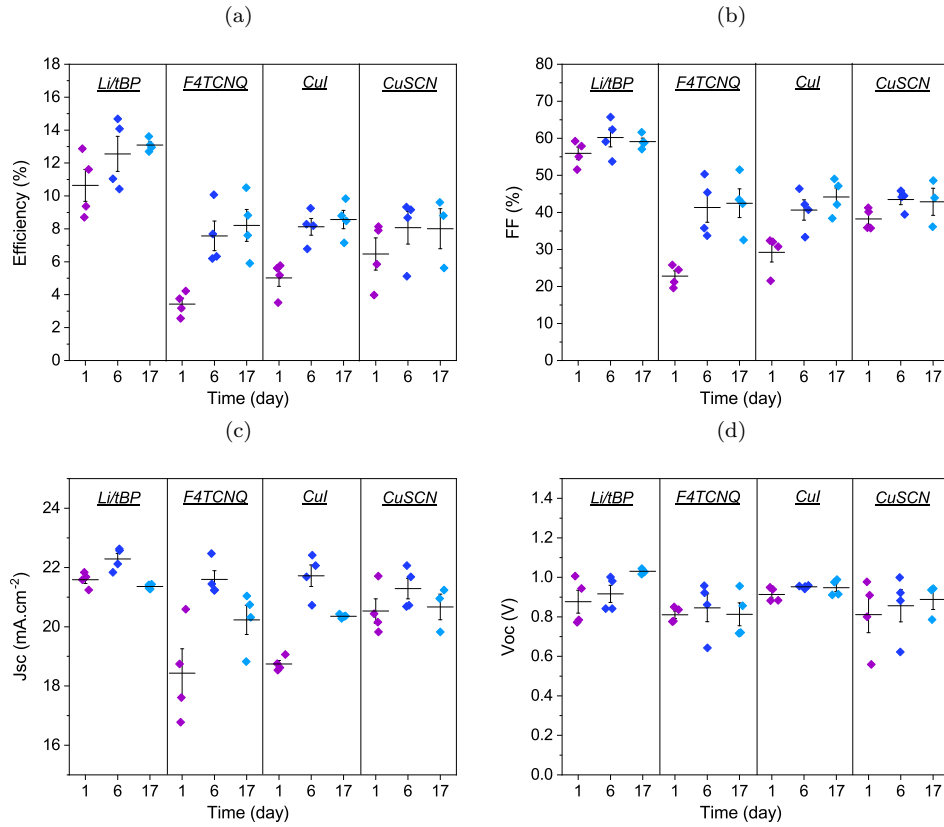 (a)
Efficiency (%)
18
16
14
12
10
8
6
4
2
0
Li/tBP F4TCNQ CuI CuSCN
1 6 17 1 6 17 1 6 17 1 6 17
Time (day)
(b)
FF (%)
80
70
60
50
40
30
20
10
0
Li/tBP F4TCNQ CuI CuSCN
1 6 17 1 6 17 1 6 17 1 6 17
Time (day)
(c)
Jsc (mA.cm-2)
24
22
20
18
16
Li/tBP F4TCNQ CuI CuSCN
1 6 17 1 6 17 1 6 17 1 6 17
Time (day)
(d)
Voc (V)
1.4
1.2
1.0
0.8
0.6
0.4
0.2
0.0
Li/tBP F4TCNQ CuI CuSCN
1 6 17 1 6 17 1 6 17 1 6 17
Time (day)